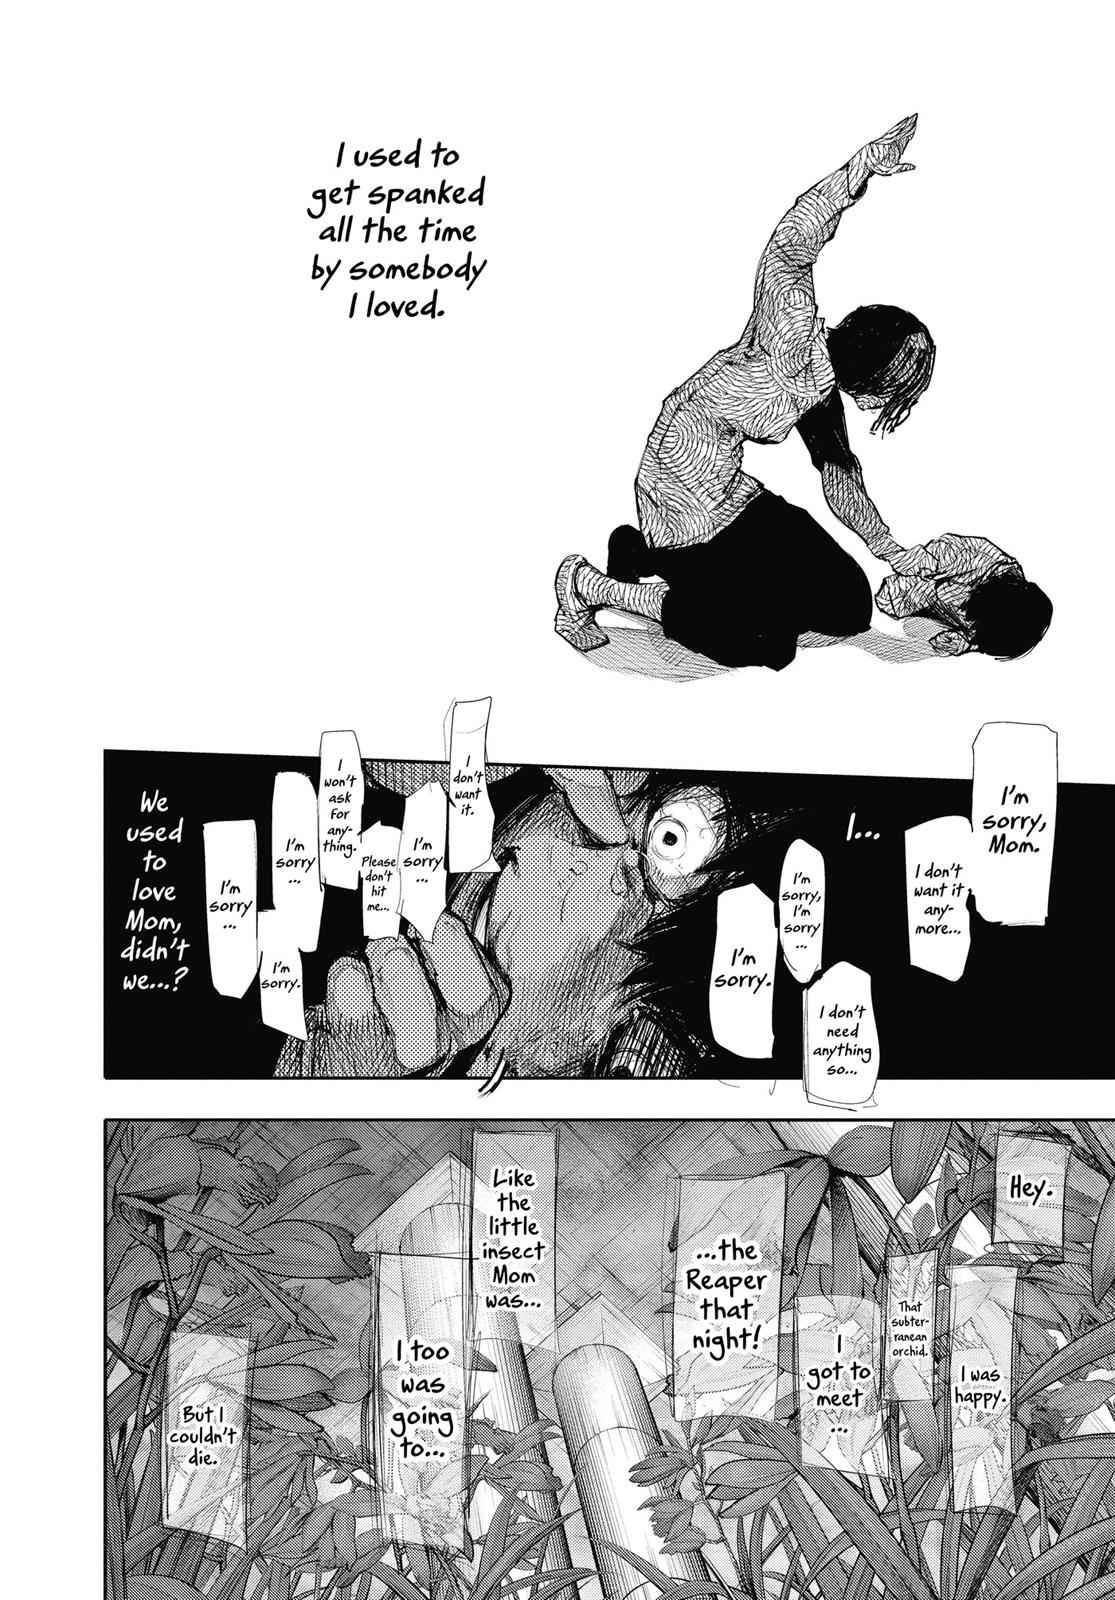 I used to
get spanked
all the time
by somebody
I loved.
I'm
sorry,
Mom.
I don't
want it
any-
more...
I...
I'm
sorry,
I'm
sorry
...
I don't
need
anything
so...
I'm
sorry.
I
don't
want
it.
I'm
sorry
...
Please
don't
hit
me...
I
won't
ask
for
any-
thing.
I'm
sorry
...
I'm
sorry.
I'm
sorry
...
We
used
to
love
Mom,
didn't
we...?
Hey.
I was
happy.
That
subter-
ranean
orchid.
I
got to
meet
...
...the
Reaper
that
night!
Like
the
little
insect
Mom
was...
I too
was
going
to...
But I
couldn't
die.